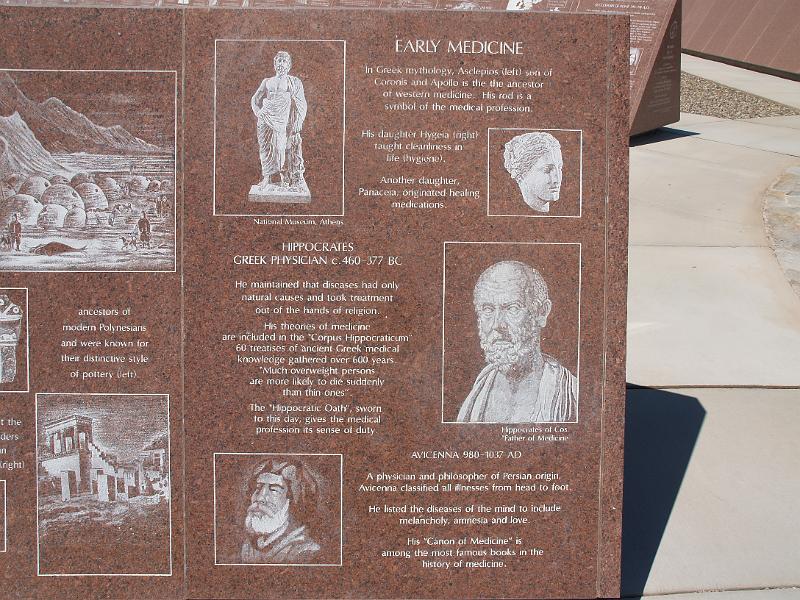 EARLY MEDICINE
In Greek mythology, Asclepios (left) son of
Coronis and Apollo is the the ancestor
of western medicine. His rod is a
symbol of the medical profession.
His daughter Hygeia (right)
taught cleanliness in
life (hygiene).
Another daughter,
Panacea, originated healing
medications.
National Museum, Athens
HIPPOCRATES
GREEK PHYSICIAN c.460-377 BC
He maintained that diseases had only
natural causes and took treatment
out of the hands of religion.
His theories of medicine
are included in the "Corpus Hippocraticum"
60 treatises of ancient Greek medical
knowledge gathered over 600 years.
"Much overweight persons
are more likely to die suddenly
than thin ones"
The "Hippocratic Oath", sworn
to this day, gives the medical
profession its sense of duty.
Hippocrates of Cos
"Father of Medicine
AVICENNA 980-1037 AD
A physician and philosopher of Persian origin,
Avicenna classified all illnesses from head to foot.
He listed the diseases of the mind to include
melancholy, amnesia and love.
His "Canon of Medicine" is
among the most famous books in the
history of medicine.
ancestors of
modern Polynesians
and were known for
their distinctive style
of pottery (left).
t the
ders
n
(right)